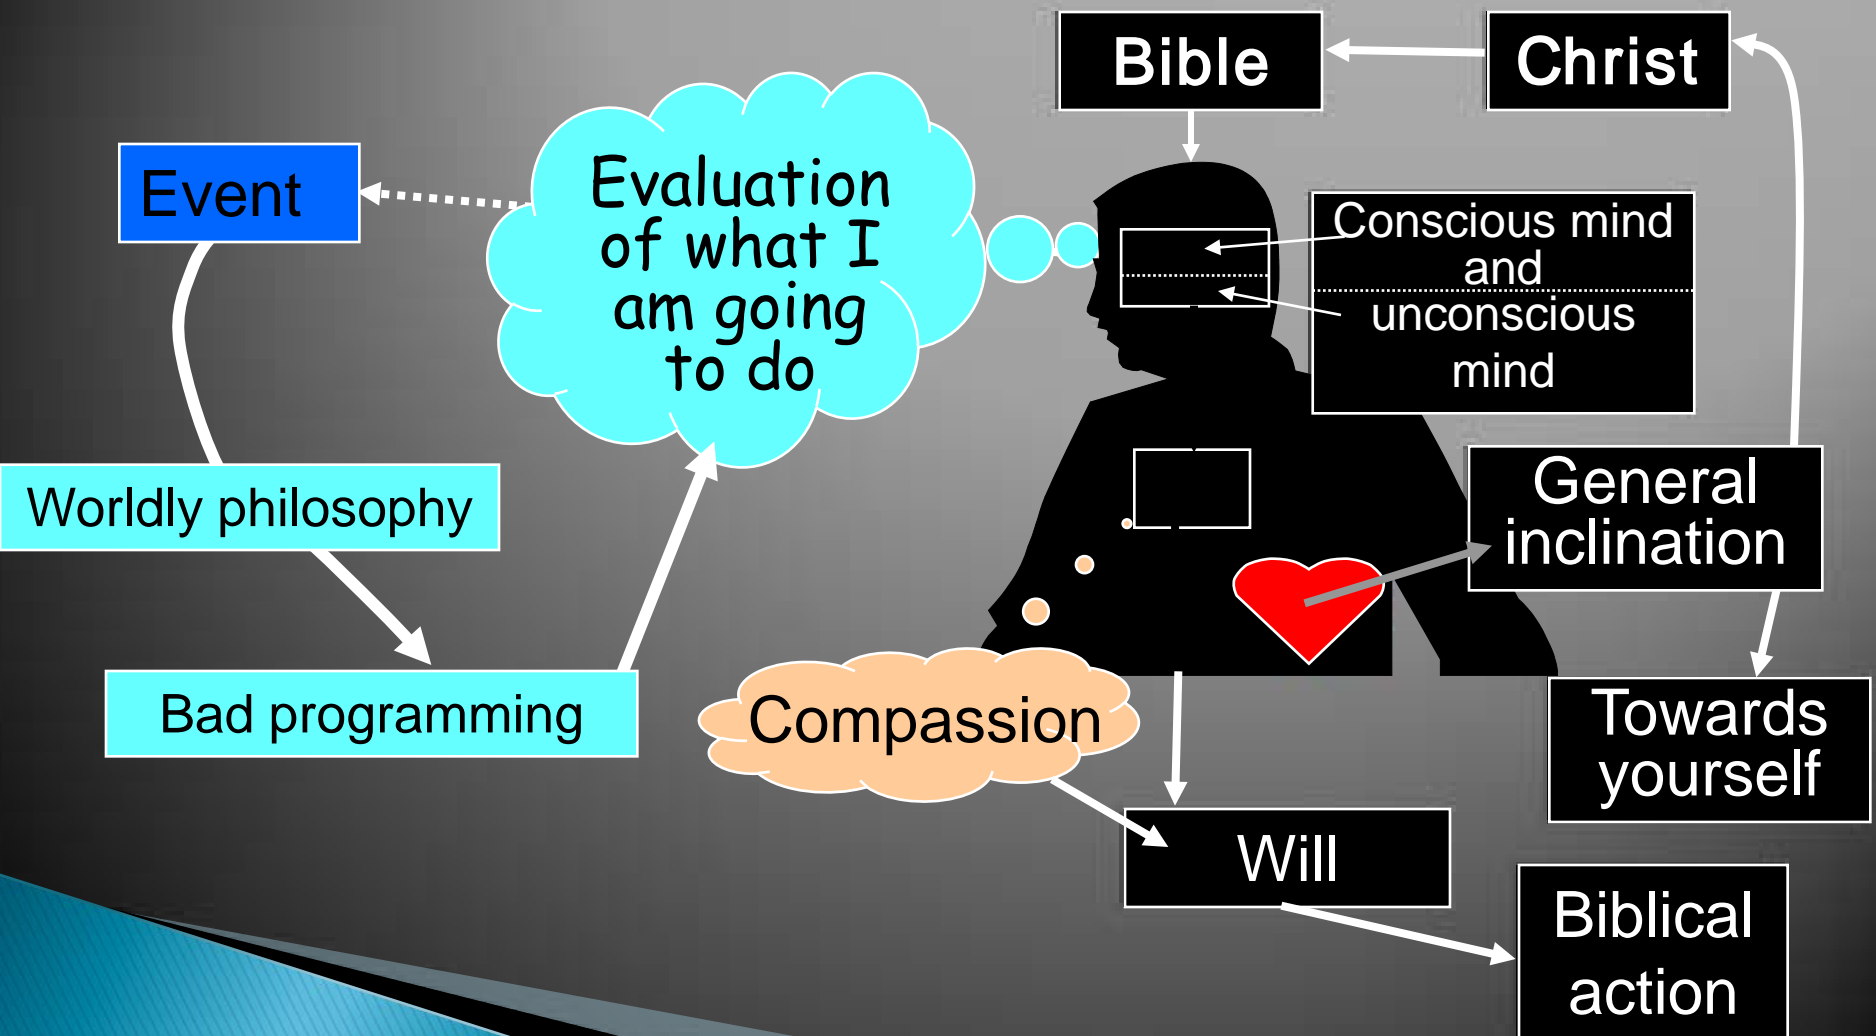 Bible
Christ
Event
Evaluation
of what I
am going
to do
Conscious mind
and
unconscious
mind
Worldly philosophy
General
inclination
Bad programming
Compassion
Towards
yourself
Will
Biblical
action